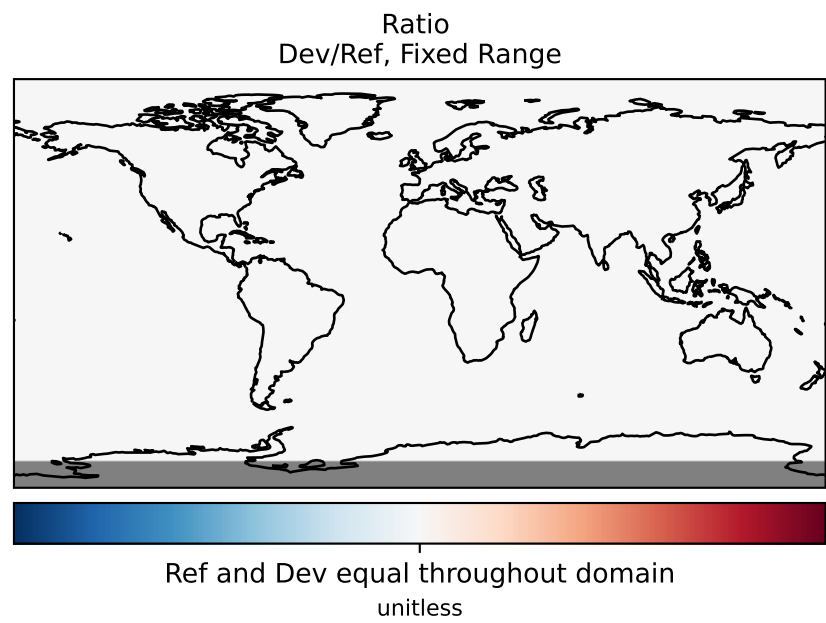 Ratio
Dev/Ref, Fixed Range
Ref and Dev equal throughout domain
unitless